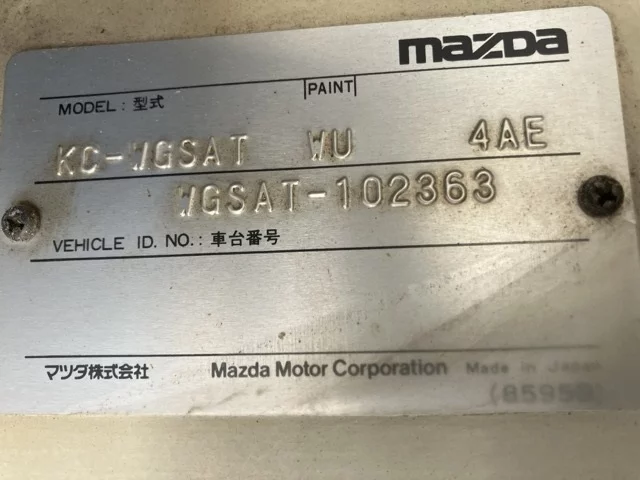 mazda
MODEL : 型式 PAINT
KC-WGSAT WU 4AE
WGSAT-102363
VEHICLE ID. NO. : 車台番号
マツダ株式会社 Mazda Motor Corporation Made in Japan